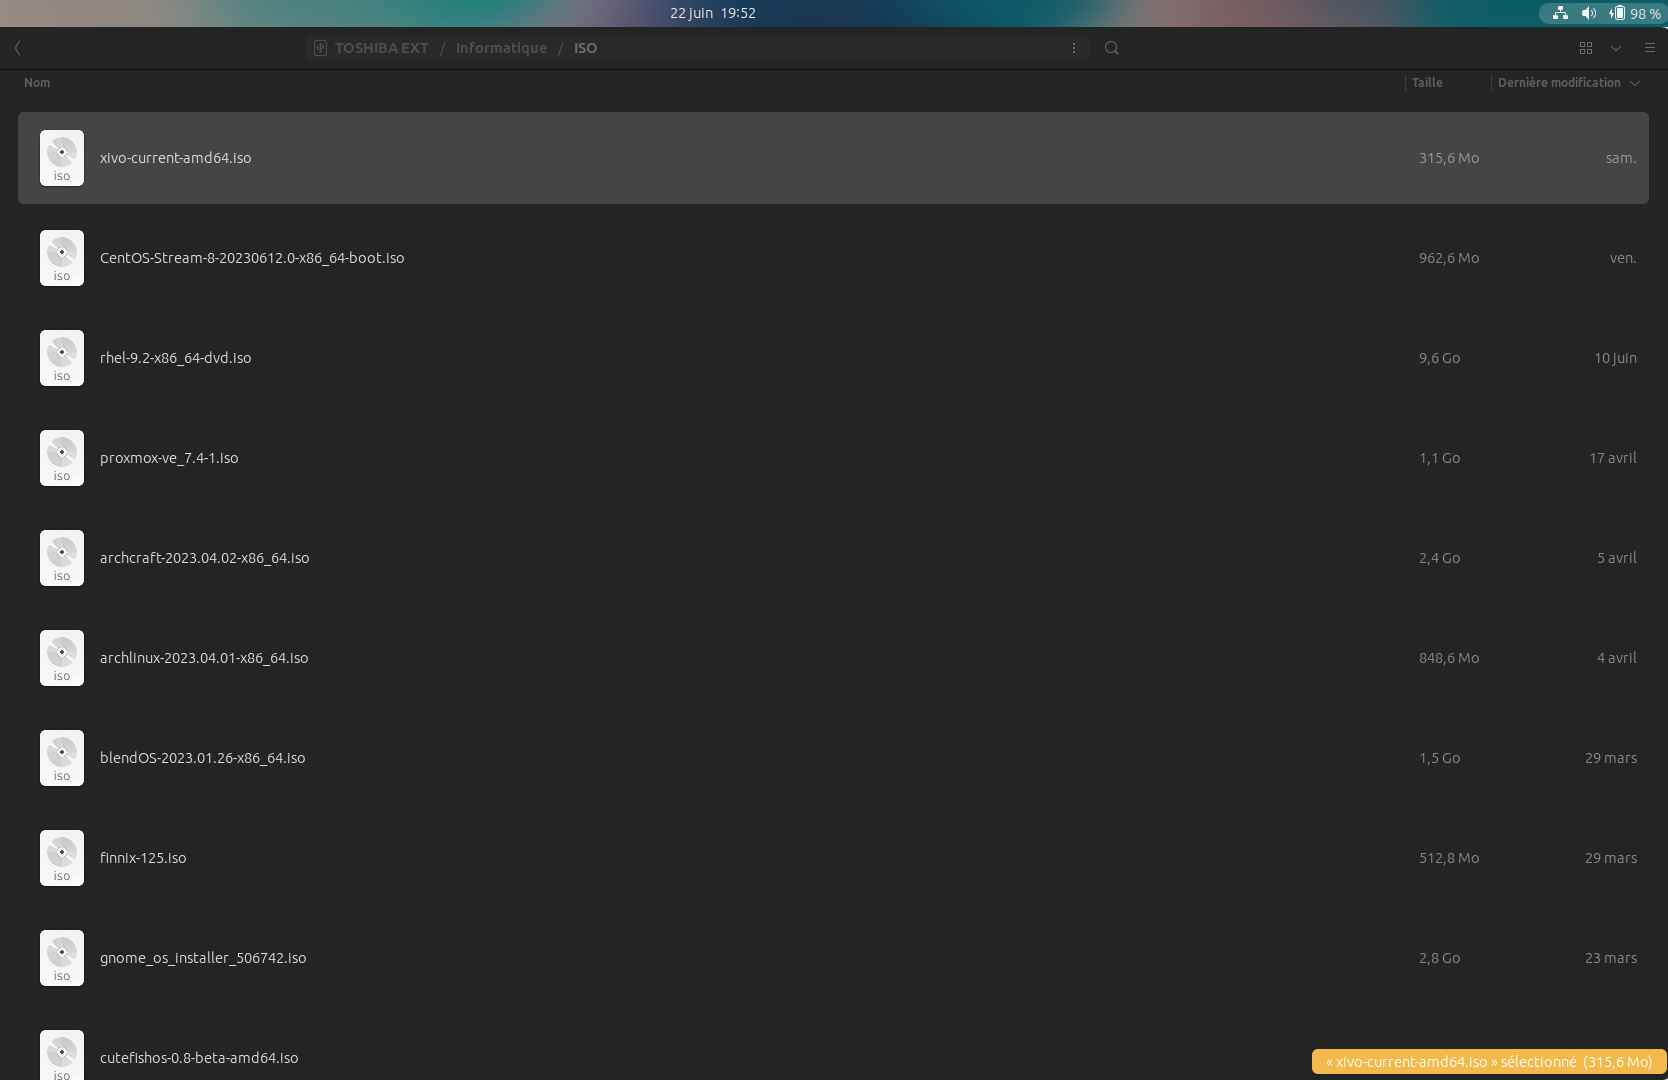 22 juin 19:52
98 %
TOSHIBA EXT / Informatique / ISO
Nom Taille Dernière modification
iso xivo-current-amd64.iso 315,6 Mo sam.
iso CentOS-Stream-8-20230612.0-x86_64-boot.iso 962,6 Mo ven.
iso rhel-9.2-x86_64-dvd.iso 9,6 Go 10 juin
iso proxmox-ve_7.4-1.iso 1,1 Go 17 avril
iso archcraft-2023.04.02-x86_64.iso 2,4 Go 5 avril
iso archlinux-2023.04.01-x86_64.iso 848,6 Mo 4 avril
iso blendOS-2023.01.26-x86_64.iso 1,5 Go 29 mars
iso finnix-125.iso 512,8 Mo 29 mars
iso gnome_os_installer_506742.iso 2,8 Go 23 mars
iso cutefishos-0.8-beta-amd64.iso
« xivo-current-amd64.iso » sélectionné (315,6 Mo)